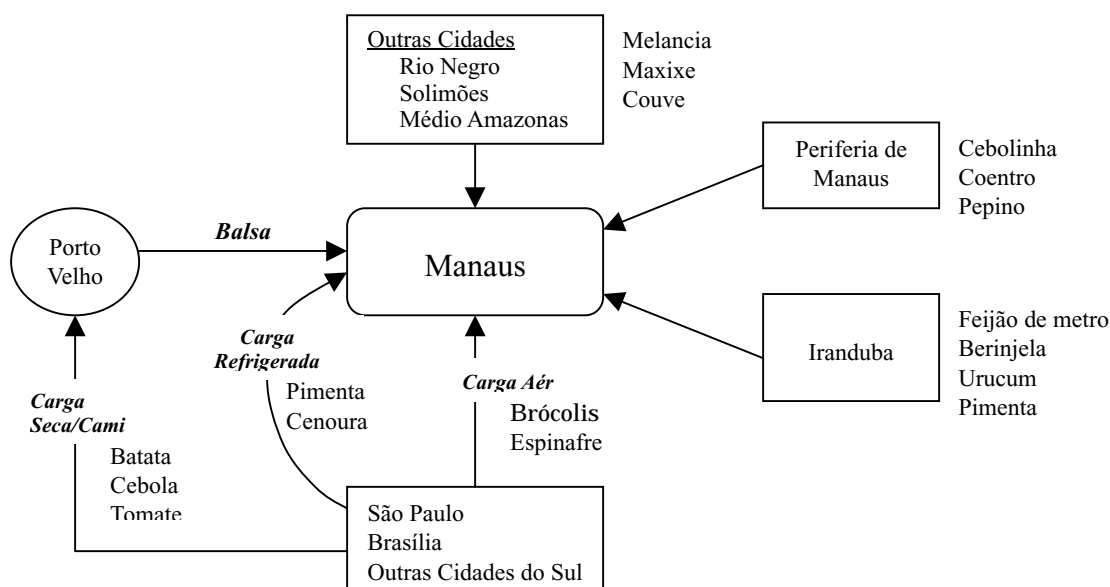 Outras Cidades
Rio Negro
Solimões
Médio Amazonas
Melancia
Maxixe
Couve
Periferia de
Manaus
Cebolinha
Coentro
Pepino
Porto
Velho
Balsa
Manaus
Iranduba
Feijão de metro
Berinjela
Urucum
Pimenta
Carga
Refrigerada
Pimenta
Cenoura
Carga Aér
Brócolis
Espinafre
Carga
Seca/Cami
Batata
Cebola
Tomate
São Paulo
Brasília
Outras Cidades do Sul